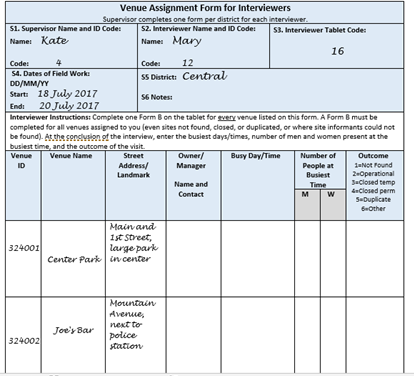 Venue Assignment Form for Interviewers
Supervisor completes one form per district for each interviewer.
S1. Supervisor Name and ID Code:
Name: Kate
Code: 4
S2. Interviewer Name and ID Code:
Name: Mary
Code: 12
S3. Interviewer Tablet Code:
16
S4. Dates of Field Work:
DD/MM/YY
Start: 18 July 2017
End: 20 July 2017
S5 District: Central
S6 Notes:
Interviewer Instructions: Complete one Form B on the tablet for every venue listed on this form. A Form B must be
completed for all venues assigned to you (even sites not found, closed, or duplicated, or where site informants could not
be found). At the conclusion of the interview, enter the busiest days/times, number of men and women present at the
busiest time, and the outcome of the visit.
Venue
ID
Venue Name
Street
Address/
Landmark
Owner/
Manager
Name and
Contact
Busy Day/Time
Number of
People at
Busiest
Time
M
W
Outcome
1=Not Found
2=Operational
3=Closed temp
4=Closed perm
5=Duplicate
6=Other
324001
Center Park
Main and
1st Street,
large park
in center
324002
Joe's Bar
Mountain
Avenue,
next to
police
station